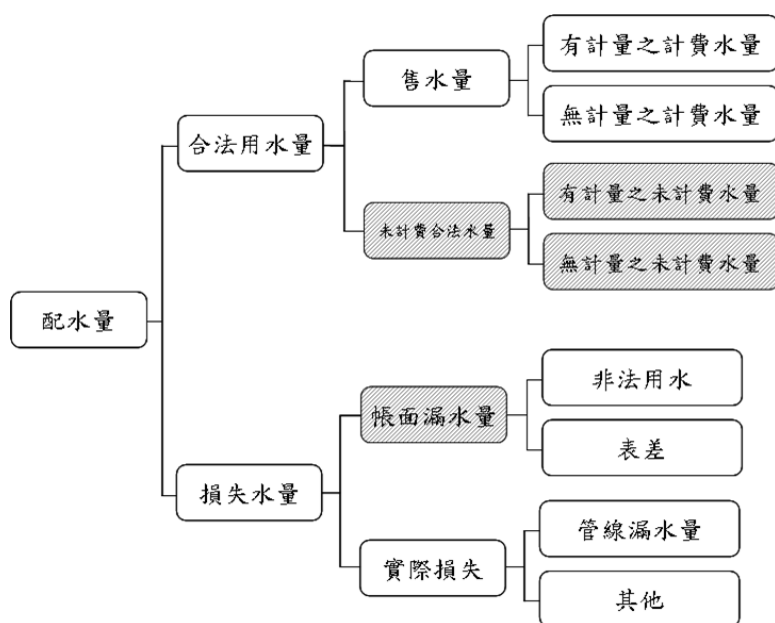 配水量
合法用水量
售水量
有計量之計費水量
無計量之計費水量
未計費合法水量
有計量之未計費水量
無計量之未計費水量
損失水量
帳面漏水量
非法用水
表差
實際損失
管線漏水量
其他